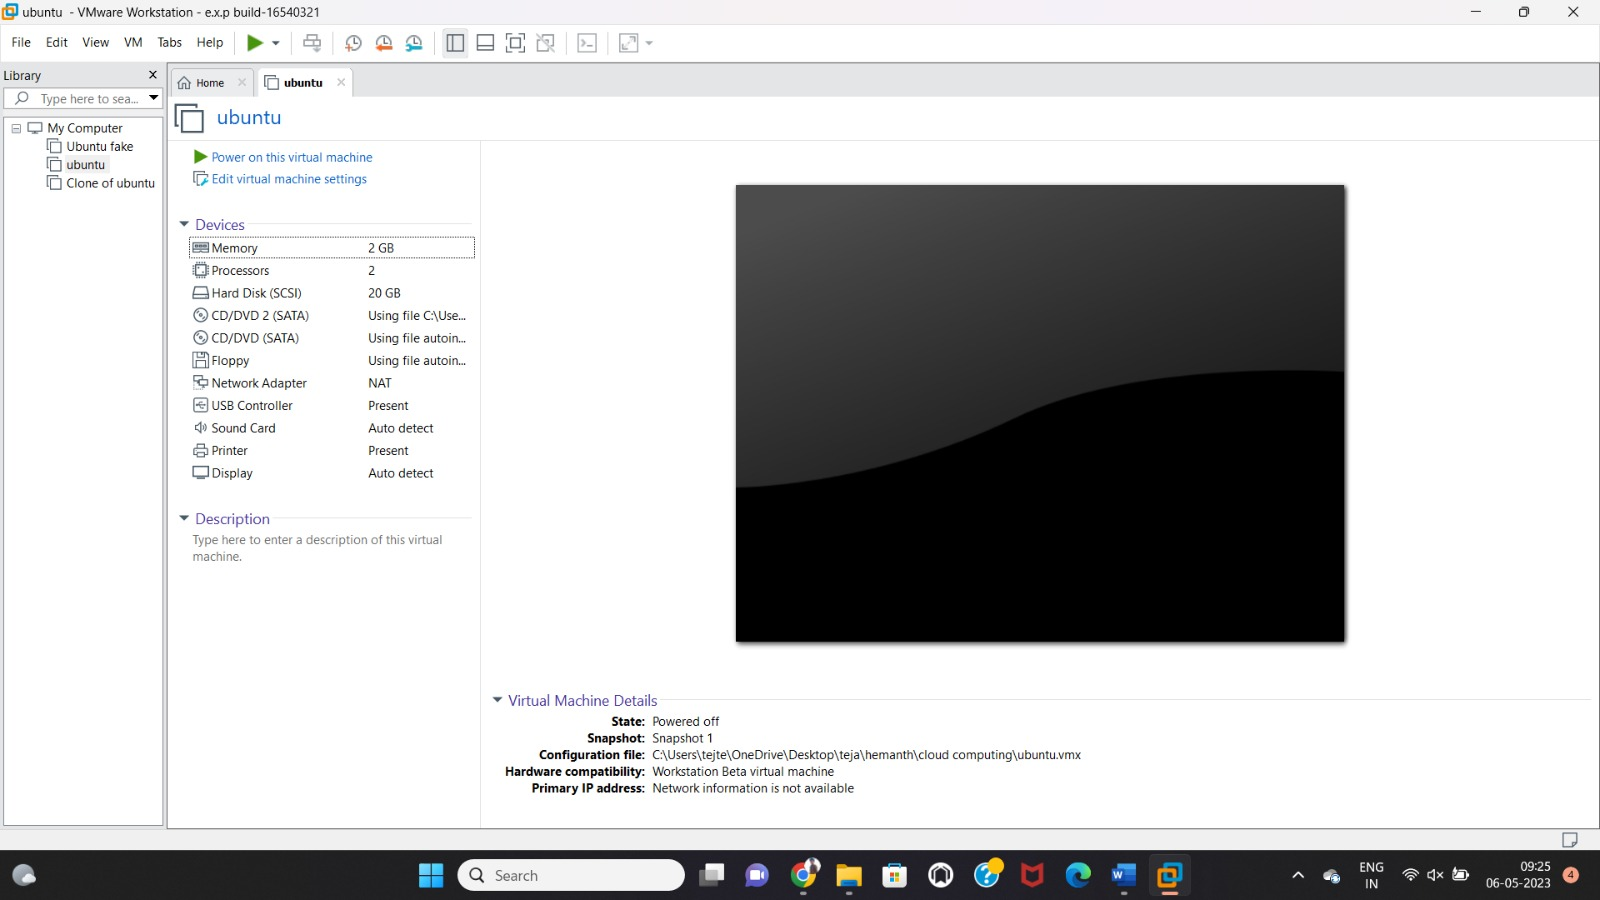 ubuntu - VMware Workstation - e.x.p build-16540321
File Edit View VM Tabs Help
Library
Type here to sea...
My Computer
Ubuntu fake
ubuntu
Clone of ubuntu
Home
ubuntu
ubuntu
Power on this virtual machine
Edit virtual machine settings
Devices
Memory 2 GB
Processors 2
Hard Disk (SCSI) 20 GB
CD/DVD 2 (SATA) Using file C:\Use...
CD/DVD (SATA) Using file autoin...
Floppy Using file autoin...
Network Adapter NAT
USB Controller Present
Sound Card Auto detect
Printer Present
Display Auto detect
Description
Type here to enter a description of this virtual
machine.
Virtual Machine Details
State: Powered off
Snapshot: Snapshot 1
Configuration file: C:\Users\tejte\OneDrive\Desktop\teja\hemanth\cloud computing\ubuntu.vmx
Hardware compatibility: Workstation Beta virtual machine
Primary IP address: Network information is not available
Search
ENG
IN
09:25
06-05-2023
4